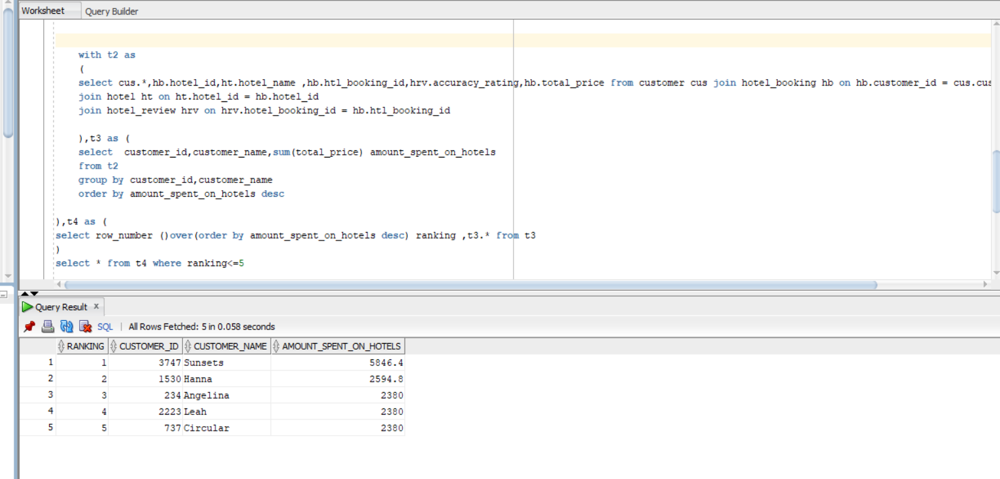 Worksheet Query Builder
with t2 as
(
select cus.*,hb.hotel_id,ht.hotel_name ,hb.htl_booking_id,hrv.accuracy_rating,hb.total_price from customer cus join hotel_booking hb on hb.customer_id = cus.cus
join hotel ht on ht.hotel_id = hb.hotel_id
join hotel_review hrv on hrv.hotel_booking_id = hb.htl_booking_id
),t3 as (
select  customer_id,customer_name,sum(total_price) amount_spent_on_hotels
from t2
group by customer_id,customer_name
order by amount_spent_on_hotels desc
),t4 as (
select row_number ()over(order by amount_spent_on_hotels desc) ranking ,t3.* from t3
)
select * from t4 where ranking<=5
Query Result x
SQL | All Rows Fetched: 5 in 0.058 seconds
RANKING CUSTOMER_ID CUSTOMER_NAME AMOUNT_SPENT_ON_HOTELS
1 1 3747 Sunsets 5846.4
2 2 1530 Hanna 2594.8
3 3 234 Angelina 2380
4 4 2223 Leah 2380
5 5 737 Circular 2380